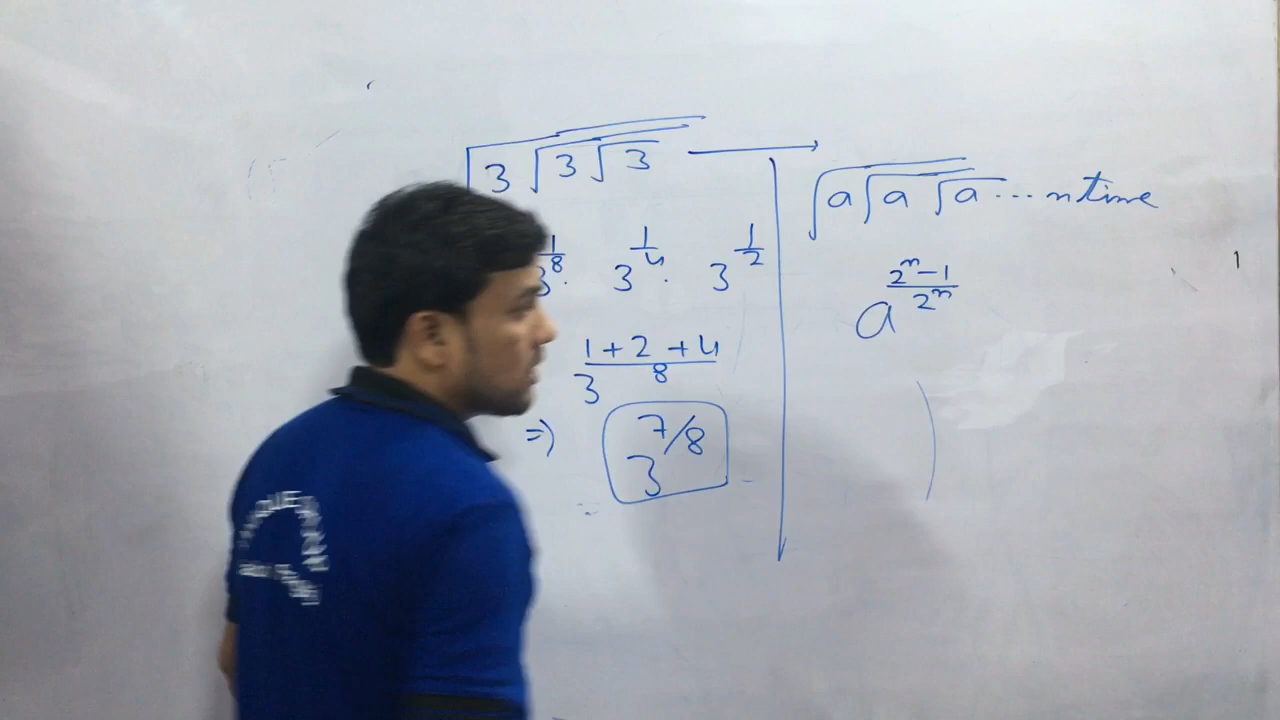 √3√3√3 →
3^(1/8) · 3^(1/4) · 3^(1/2)
3^((1+2+4)/8)
⇒ 3^(7/8)
√a√a√a ... n time
a^((2^n-1)/2^n)